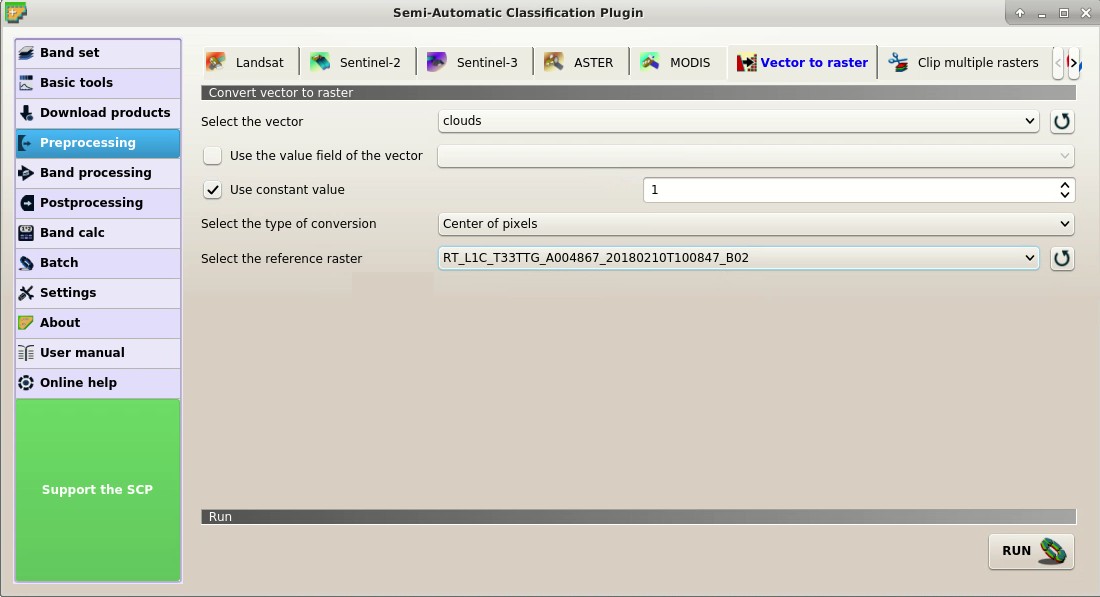 Semi-Automatic Classification Plugin
Band set
Basic tools
Download products
Preprocessing
Band processing
Postprocessing
Band calc
Batch
Settings
About
User manual
Online help
Support the SCP
Landsat
Sentinel-2
Sentinel-3
ASTER
MODIS
Vector to raster
Clip multiple rasters
Convert vector to raster
Select the vector
clouds
Use the value field of the vector
Use constant value
1
Select the type of conversion
Center of pixels
Select the reference raster
RT_L1C_T33TTG_A004867_20180210T100847_B02
Run
RUN